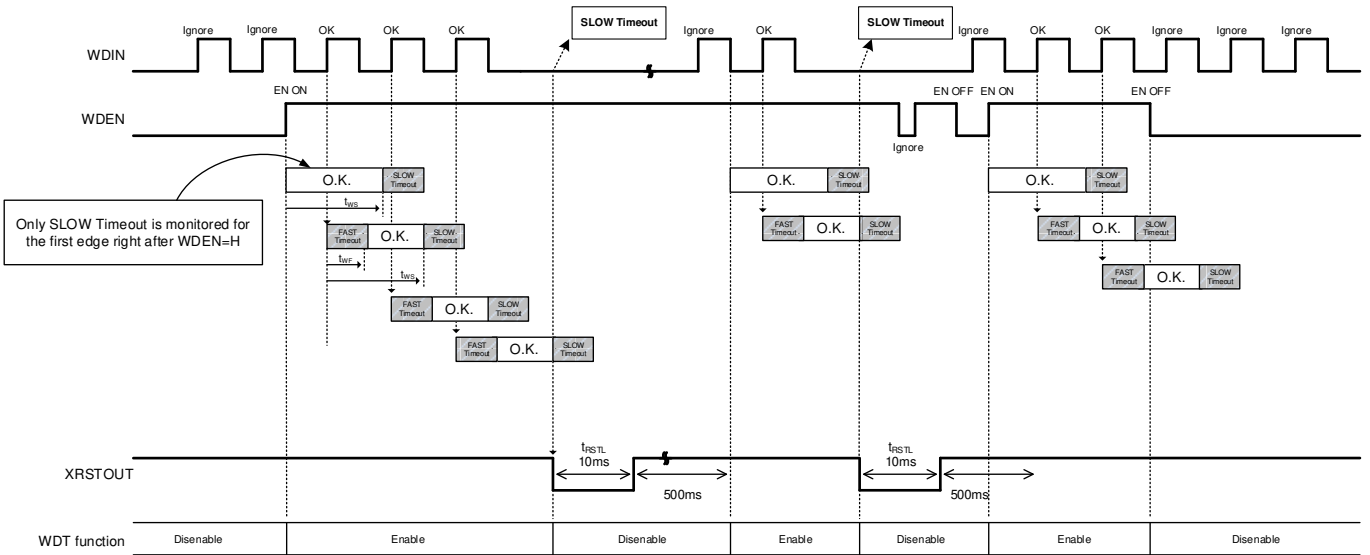 SLOW Timeout
SLOW Timeout
Ignore Ignore OK OK OK Ignore OK Ignore OK OK Ignore Ignore Ignore
WDIN
EN ON EN OFF EN ON EN OFF
WDEN
Ignore
O.K. SLOW Timeout O.K. SLOW Timeout O.K. SLOW Timeout
tWS
Only SLOW Timeout is monitored for
the first edge right after WDEN=H
FAST Timeout O.K. SLOW Timeout FAST Timeout O.K. SLOW Timeout FAST Timeout O.K. SLOW Timeout
tWF
tWS
FAST Timeout O.K. SLOW Timeout
FAST Timeout O.K. SLOW Timeout
FAST Timeout O.K. SLOW Timeout
tRSTL tRSTL
10ms 10ms
XRSTOUT
500ms 500ms
WDT function Disenable Enable Disenable Enable Disenable Enable Disenable